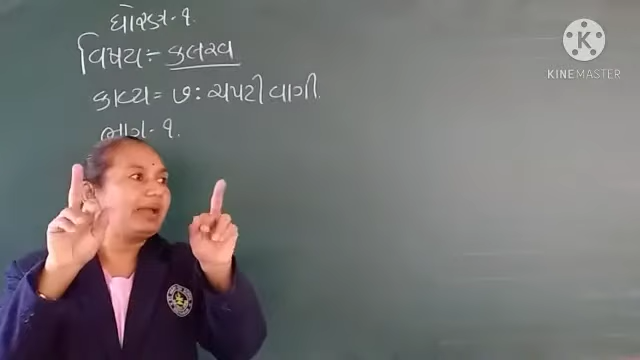 ધોરણ-૧.
વિષય ÷ કલરવ
કાવ્ય = ૭: ચપટી વાગી.
ભાગ-૧.
K
KINEMASTER